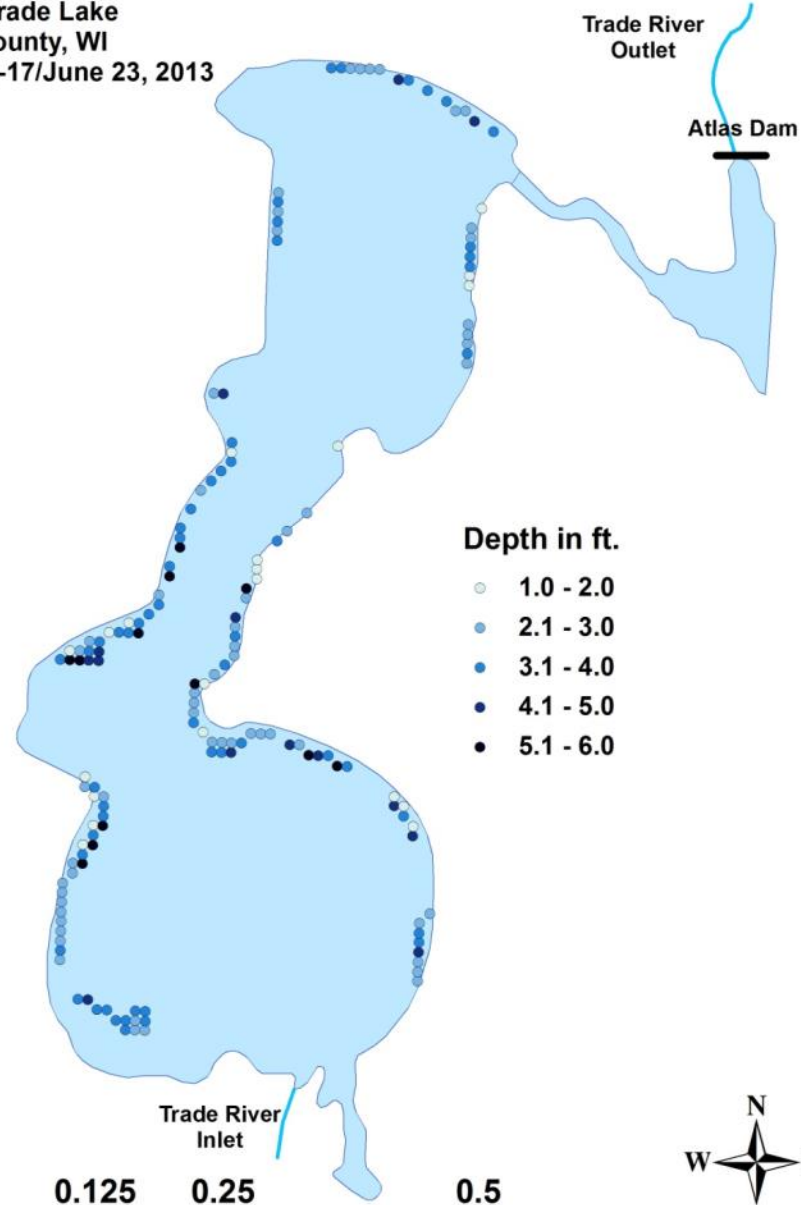 rade Lake
ounty, WI
-17/June 23, 2013
Trade River
Outlet
Atlas Dam
Depth in ft.
1.0 - 2.0
2.1 - 3.0
3.1 - 4.0
4.1 - 5.0
5.1 - 6.0
Trade River
Inlet
N
W
0.125 0.25 0.5